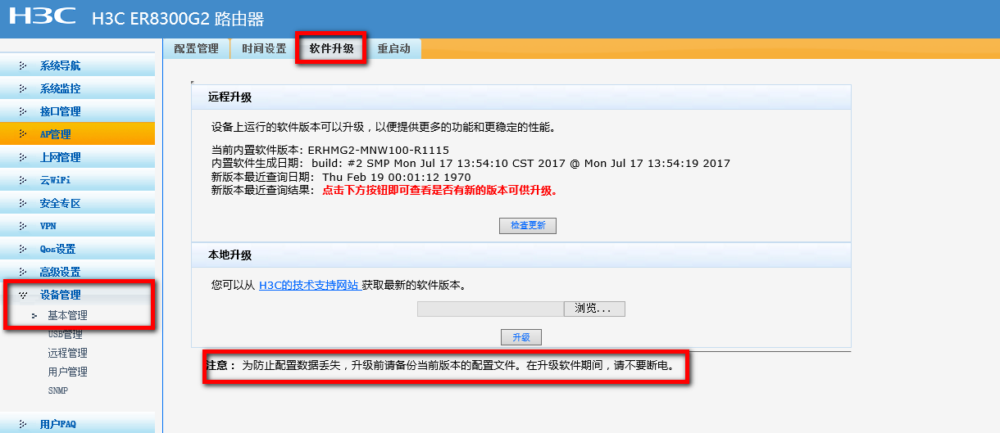 H3C H3C ER8300G2 路由器
配置管理 时间设置 软件升级 重启动
系统导航
系统监控
接口管理
AP管理
上网管理
云WiFi
安全专区
VPN
Qos设置
高级设置
设备管理
基本管理
USB管理
远程管理
用户管理
SNMP
用户FAQ
远程升级
设备上运行的软件版本可以升级，以便提供更多的功能和更稳定的性能。
当前内置软件版本: ERHMG2-MNW100-R1115
内置软件生成日期: build: #2 SMP Mon Jul 17 13:54:10 CST 2017 @ Mon Jul 17 13:54:19 2017
新版本最近查询日期: Thu Feb 19 00:01:12 1970
新版本最近查询结果: 点击下方按钮即可查看是否有新的版本可供升级。
检查更新
本地升级
您可以从 H3C的技术支持网站 获取最新的软件版本。
浏览...
升级
注意： 为防止配置数据丢失，升级前请备份当前版本的配置文件。在升级软件期间，请不要断电。